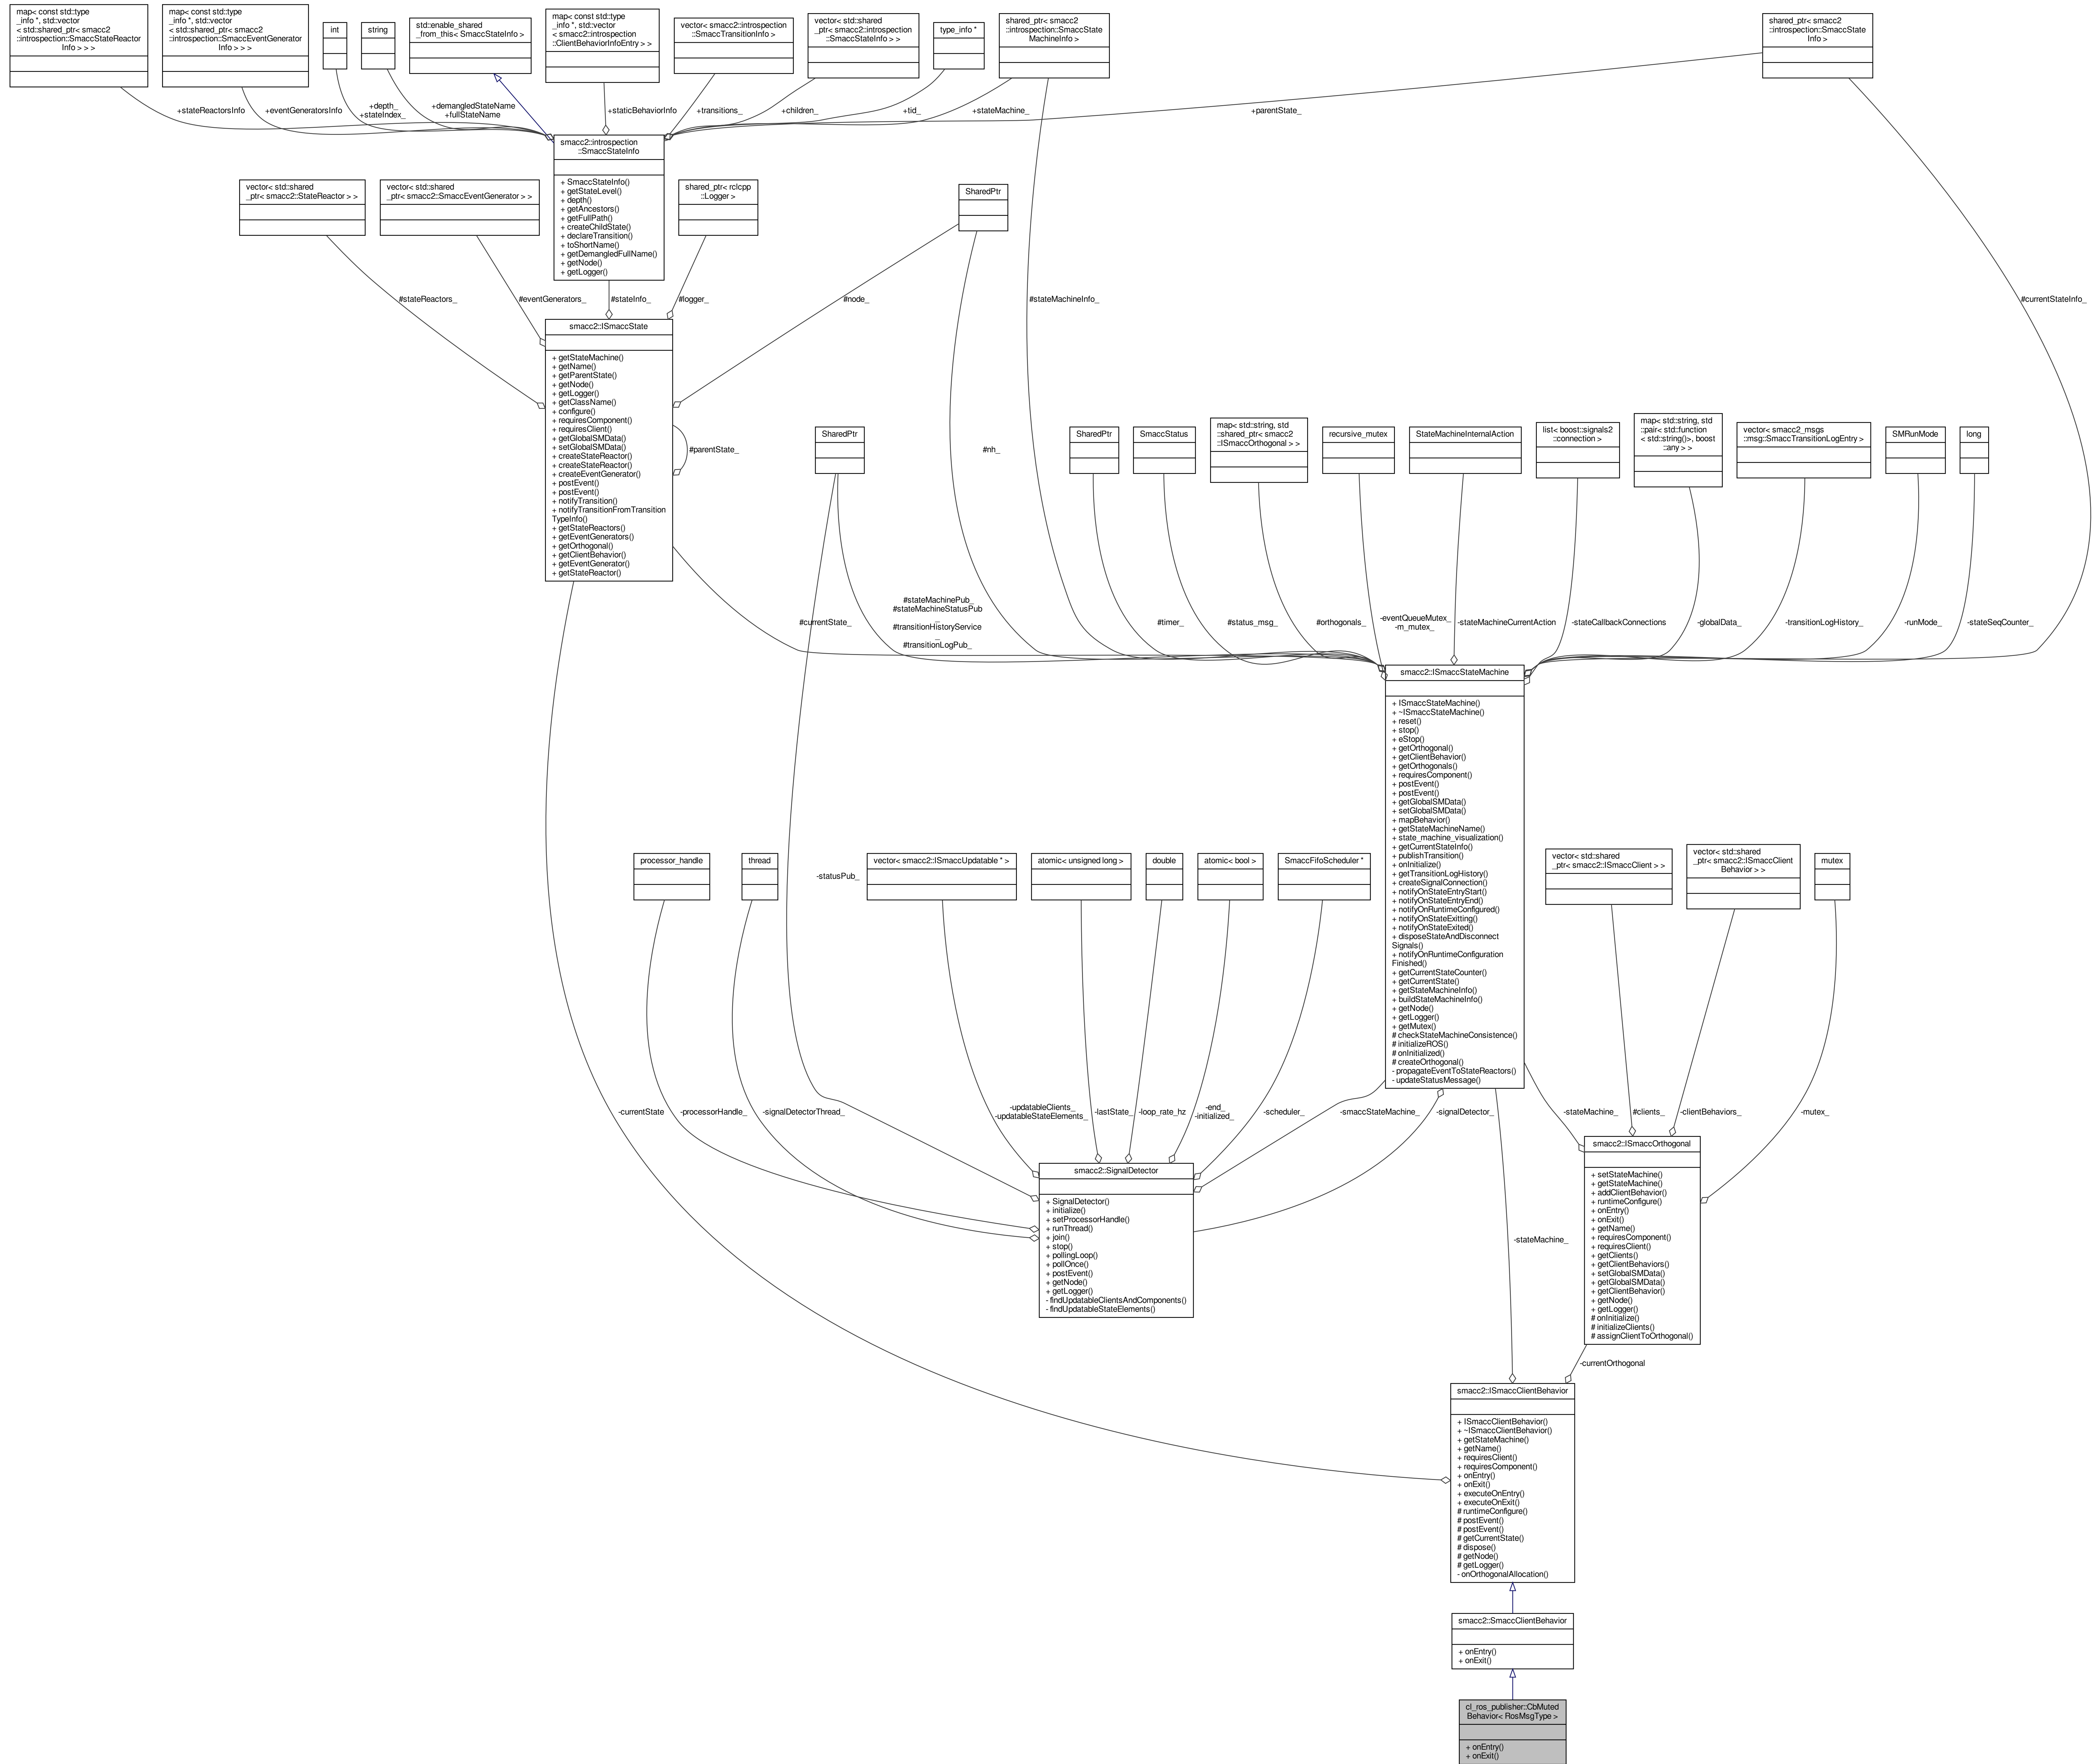 map< const std::type
_info *, std::vector
< std::shared_ptr< smacc2
::introspection::SmaccStateReactor
Info > > >
map< const std::type
_info *, std::vector
< std::shared_ptr< smacc2
::introspection::SmaccEventGenerator
Info > > >
int
string
std::enable_shared
_from_this< SmaccStateInfo >
map< const std::type
_info *, std::vector
< smacc2::introspection
::ClientBehaviorInfoEntry > >
vector< smacc2::introspection
::SmaccTransitionInfo >
vector< std::shared
_ptr< smacc2::introspection
::SmaccStateInfo > >
type_info *
shared_ptr< smacc2
::introspection::SmaccState
MachineInfo >
shared_ptr< smacc2
::introspection::SmaccState
Info >
+stateReactorsInfo
+eventGeneratorsInfo
+depth_
+stateIndex_
+demangledStateName
+fullStateName
+staticBehaviorInfo
+transitions_
+children_
+tid_
+stateMachine_
+parentState_
smacc2::introspection
::SmaccStateInfo
+ SmaccStateInfo()
+ getStateLevel()
+ depth()
+ getAncestors()
+ getFullPath()
+ createChildState()
+ declareTransition()
+ toShortName()
+ getDemangledFullName()
+ getNode()
+ getLogger()
vector< std::shared
_ptr< smacc2::StateReactor > >
vector< std::shared
_ptr< smacc2::SmaccEventGenerator > >
shared_ptr< rclcpp
::Logger >
SharedPtr
#stateReactors_
#eventGenerators_
#stateInfo_
#logger_
#node_
#stateMachineInfo_
#currentStateInfo_
smacc2::ISmaccState
+ getStateMachine()
+ getName()
+ getParentState()
+ getNode()
+ getLogger()
+ getClassName()
+ configure()
+ requiresComponent()
+ requiresClient()
+ getGlobalSMData()
+ setGlobalSMData()
+ createStateReactor()
+ createStateReactor()
+ createEventGenerator()
+ postEvent()
+ postEvent()
+ notifyTransition()
+ notifyTransitionFromTransition
TypeInfo()
+ getStateReactors()
+ getEventGenerators()
+ getOrthogonal()
+ getClientBehavior()
+ getEventGenerator()
+ getStateReactor()
#parentState_
SharedPtr
#nh_
SharedPtr
SmaccStatus
map< std::string, std
::shared_ptr< smacc2
::ISmaccOrthogonal > >
recursive_mutex
StateMachineInternalAction
list< boost::signals2
::connection >
map< std::string, std
::pair< std::function
< std::string()>, boost
::any > >
vector< smacc2_msgs
::msg::SmaccTransitionLogEntry >
SMRunMode
long
#currentState_
#stateMachinePub_
#stateMachineStatusPub
_
#transitionHistoryService
_
#transitionLogPub_
#timer_
#status_msg_
#orthogonals_
-eventQueueMutex_
-m_mutex_
-stateMachineCurrentAction
-stateCallbackConnections
-globalData_
-transitionLogHistory_
-runMode_
-stateSeqCounter_
smacc2::ISmaccStateMachine
+ ISmaccStateMachine()
+ ~ISmaccStateMachine()
+ reset()
+ stop()
+ eStop()
+ getOrthogonal()
+ getClientBehavior()
+ getOrthogonals()
+ requiresComponent()
+ postEvent()
+ postEvent()
+ getGlobalSMData()
+ setGlobalSMData()
+ mapBehavior()
+ getStateMachineName()
+ state_machine_visualization()
+ getCurrentStateInfo()
+ publishTransition()
+ onInitialize()
+ getTransitionLogHistory()
+ createSignalConnection()
+ notifyOnStateEntryStart()
+ notifyOnStateEntryEnd()
+ notifyOnRuntimeConfigured()
+ notifyOnStateExitting()
+ notifyOnStateExited()
+ disposeStateAndDisconnect
Signals()
+ notifyOnRuntimeConfiguration
Finished()
+ getCurrentStateCounter()
+ getCurrentState()
+ getStateMachineInfo()
+ buildStateMachineInfo()
+ getNode()
+ getLogger()
+ getMutex()
# checkStateMachineConsistence()
# initializeROS()
# onInitialized()
# createOrthogonal()
- propagateEventToStateReactors()
- updateStatusMessage()
processor_handle
thread
-statusPub_
vector< smacc2::ISmaccUpdatable * >
atomic< unsigned long >
double
atomic< bool >
SmaccFifoScheduler *
vector< std::shared
_ptr< smacc2::ISmaccClient > >
vector< std::shared
_ptr< smacc2::ISmaccClient
Behavior > >
mutex
-currentState
-processorHandle_
-signalDetectorThread_
-updatableClients_
-updatableStateElements_
-lastState_
-loop_rate_hz
-end_
-initialized_
-scheduler_
-smaccStateMachine_
-signalDetector_
-stateMachine_
#clients_
-clientBehaviors_
-mutex_
smacc2::SignalDetector
+ SignalDetector()
+ initialize()
+ setProcessorHandle()
+ runThread()
+ join()
+ stop()
+ pollingLoop()
+ pollOnce()
+ postEvent()
+ getNode()
+ getLogger()
- findUpdatableClientsAndComponents()
- findUpdatableStateElements()
smacc2::ISmaccOrthogonal
+ setStateMachine()
+ getStateMachine()
+ addClientBehavior()
+ runtimeConfigure()
+ onEntry()
+ onExit()
+ getName()
+ requiresComponent()
+ requiresClient()
+ getClients()
+ getClientBehaviors()
+ setGlobalSMData()
+ getGlobalSMData()
+ getClientBehavior()
+ getNode()
+ getLogger()
# onInitialize()
# initializeClients()
# assignClientToOrthogonal()
-stateMachine_
-currentOrthogonal
smacc2::ISmaccClientBehavior
+ ISmaccClientBehavior()
+ ~ISmaccClientBehavior()
+ getStateMachine()
+ getName()
+ requiresClient()
+ requiresComponent()
+ onEntry()
+ onExit()
+ executeOnEntry()
+ executeOnExit()
# runtimeConfigure()
# postEvent()
# postEvent()
# getCurrentState()
# dispose()
# getNode()
# getLogger()
- onOrthogonalAllocation()
smacc2::SmaccClientBehavior
+ onEntry()
+ onExit()
cl_ros_publisher::CbMuted
Behavior< RosMsgType >
+ onEntry()
+ onExit()